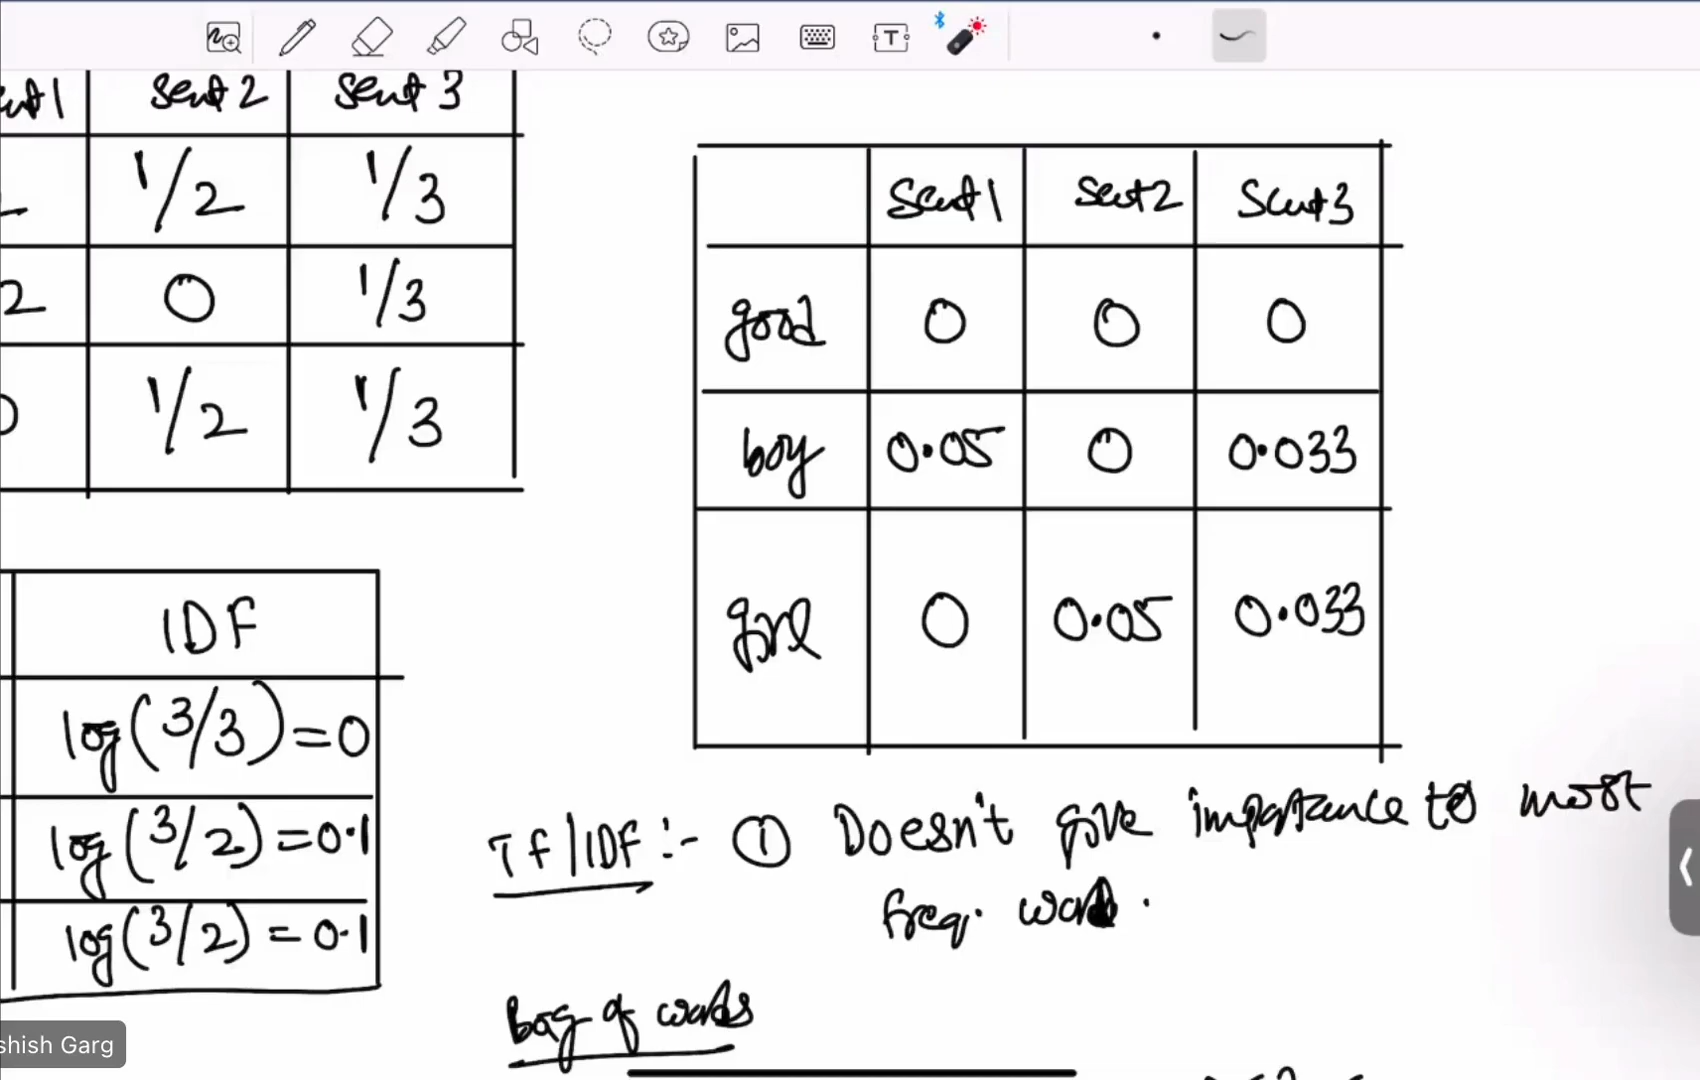 sent 2 sent 3
1/2 1/3
2 0 1/3
1/2 1/3
IDF
log(3/3)=0
log(3/2)=0.1
log(3/2)=0.1
Sent1 Sent2 Sent3
good 0 0 0
boy 0.05 0 0.033
girl 0 0.05 0.033
TF/IDF :- ① Doesn't give importance to most
freq. word.
Bag of words
shish Garg